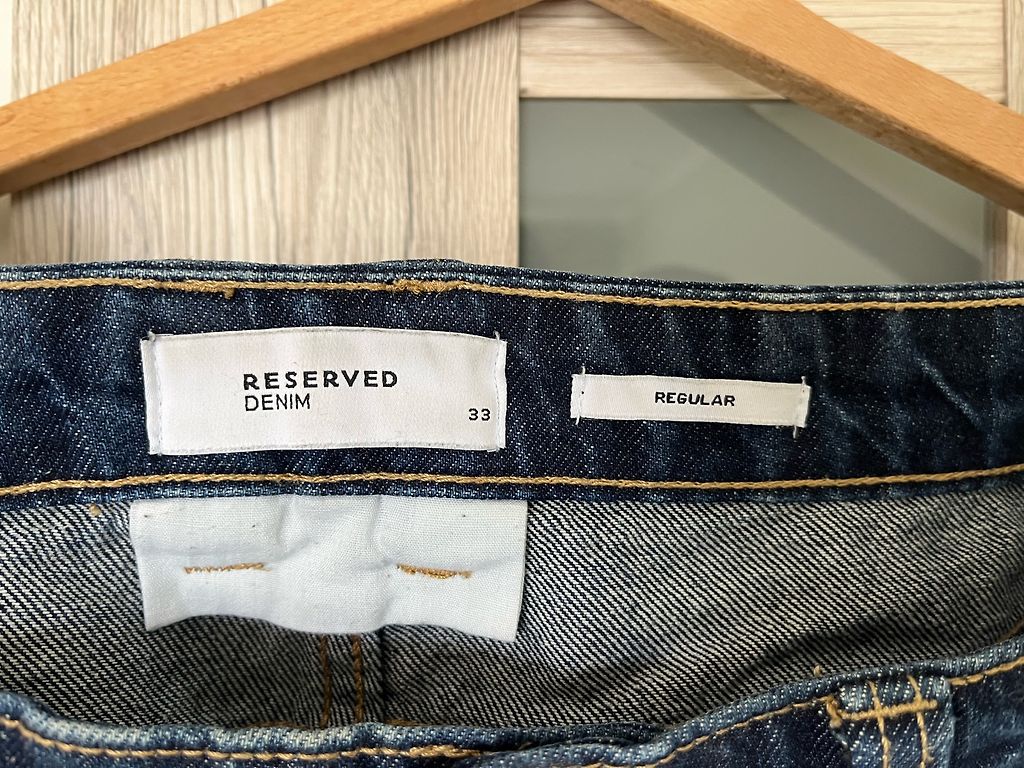 RESERVED
DENIM
33
REGULAR